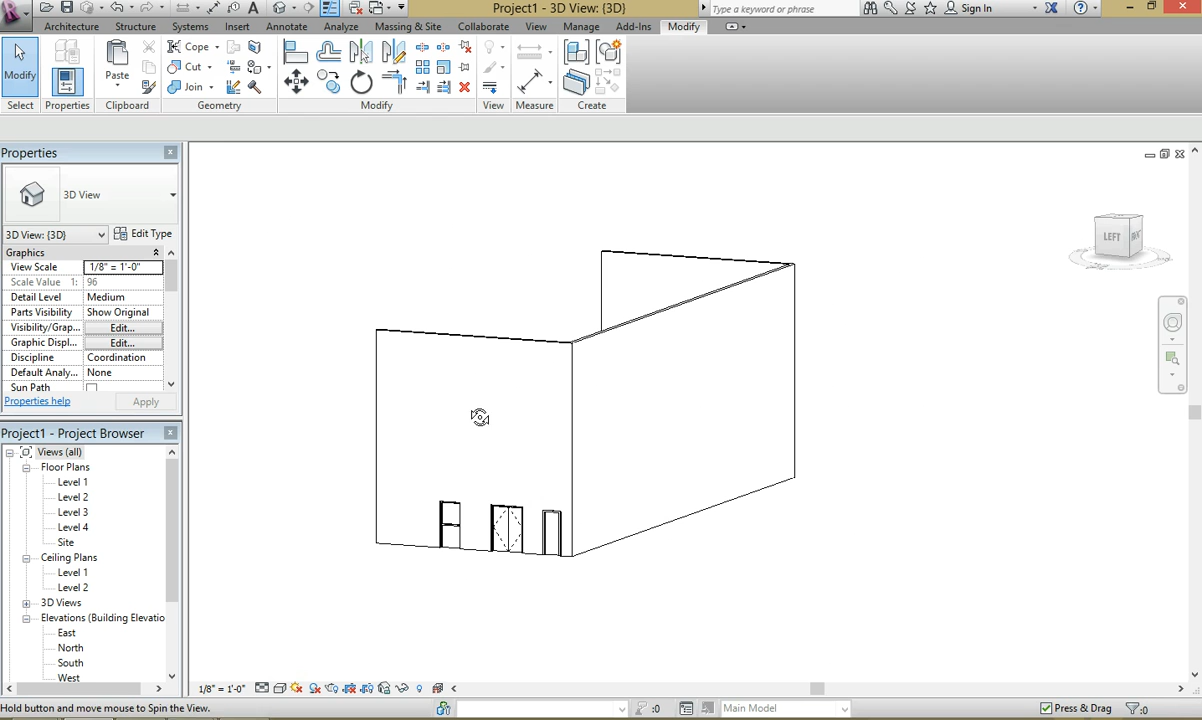 Project1 - 3D View: {3D}
Type a keyword or phrase
Sign In
Architecture Structure Systems Insert Annotate Analyze Massing & Site Collaborate View Manage Add-Ins Modify
Modify
Paste
Cope
Cut
Join
Select Properties Clipboard Geometry Modify View Measure Create
Properties
3D View
3D View: {3D} Edit Type
Graphics
View Scale 1/8" = 1'-0"
Scale Value 1: 96
Detail Level Medium
Parts Visibility Show Original
Visibility/Grap... Edit...
Graphic Displ... Edit...
Discipline Coordination
Default Analy... None
Sun Path
Properties help Apply
Project1 - Project Browser
Views (all)
Floor Plans
Level 1
Level 2
Level 3
Level 4
Site
Ceiling Plans
Level 1
Level 2
3D Views
Elevations (Building Elevatio
East
North
South
West
LEFT
1/8" = 1'-0"
Hold button and move mouse to Spin the View.
:0
Main Model
Press & Drag
:0